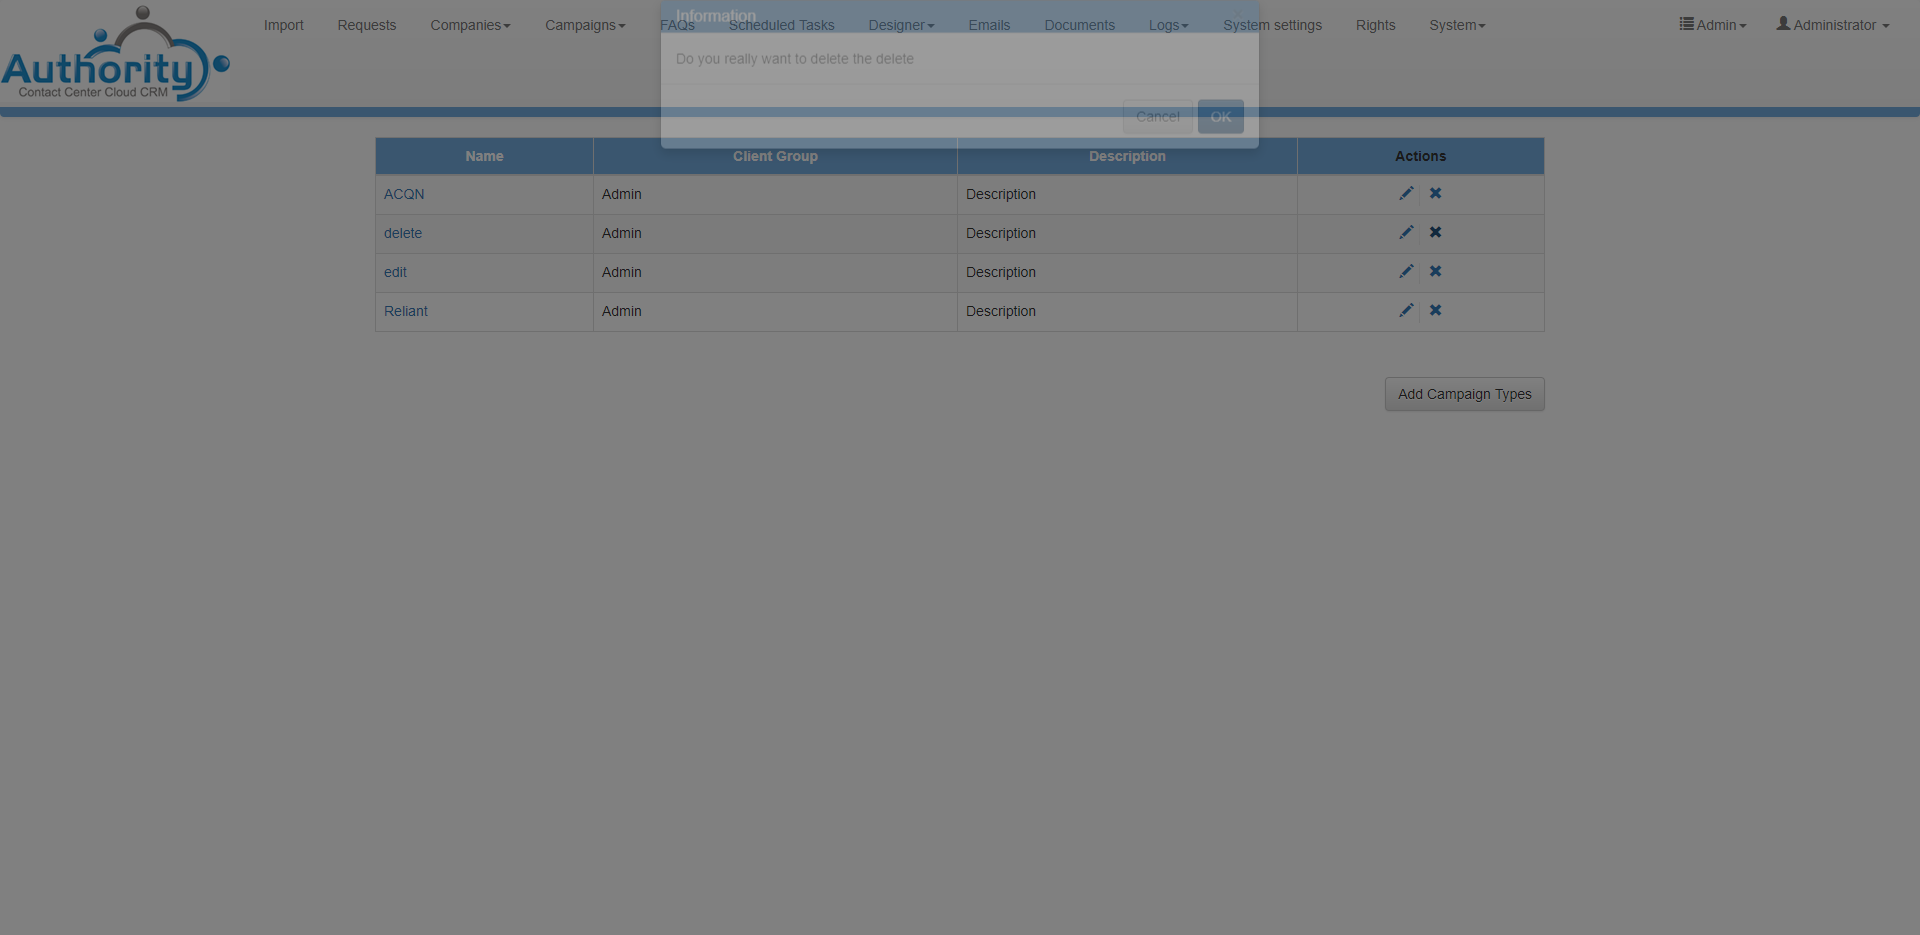 Authority
Contact Center Cloud CRM
Import Requests Companies Campaigns FAQs Scheduled Tasks Designer Emails Documents Logs System settings Rights System Admin Administrator
Information
Do you really want to delete the delete
Cancel OK
Name Client Group Description Actions
ACQN Admin Description
delete Admin Description
edit Admin Description
Reliant Admin Description
Add Campaign Types